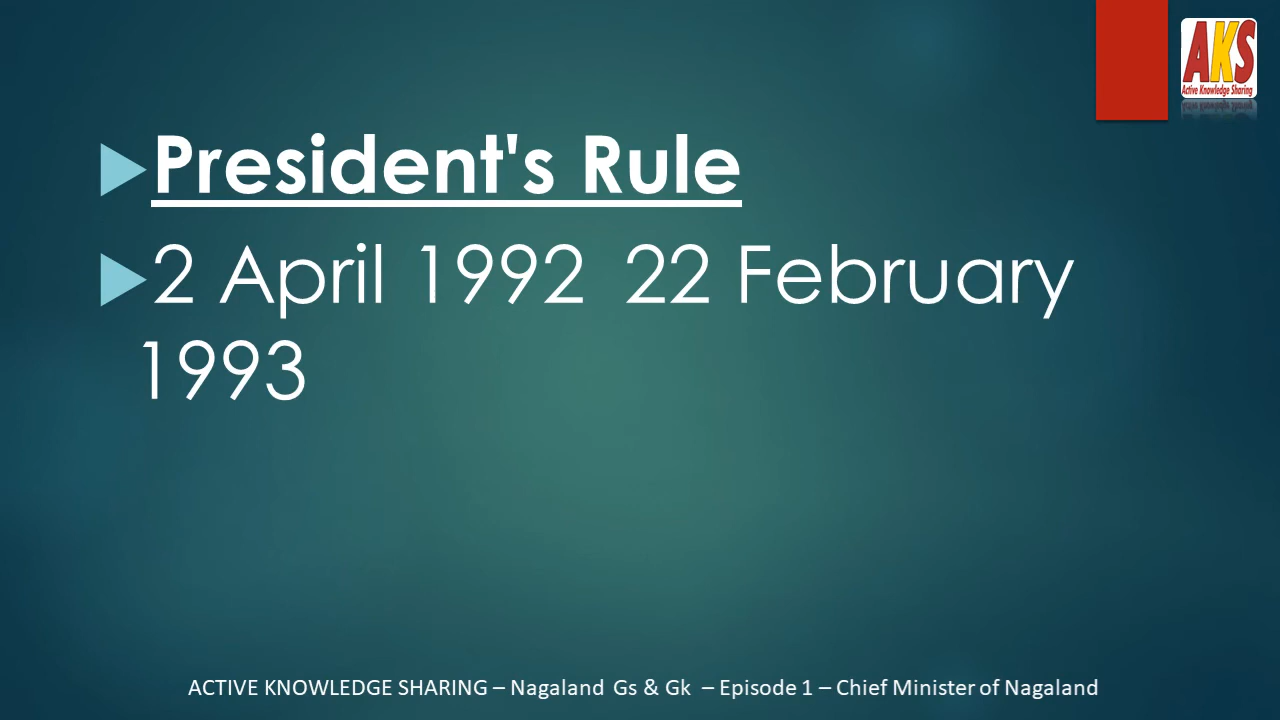 AKS
Active Knowledge Sharing
President's Rule
2 April 1992 22 February
1993
ACTIVE KNOWLEDGE SHARING – Nagaland Gs & Gk – Episode 1 – Chief Minister of Nagaland